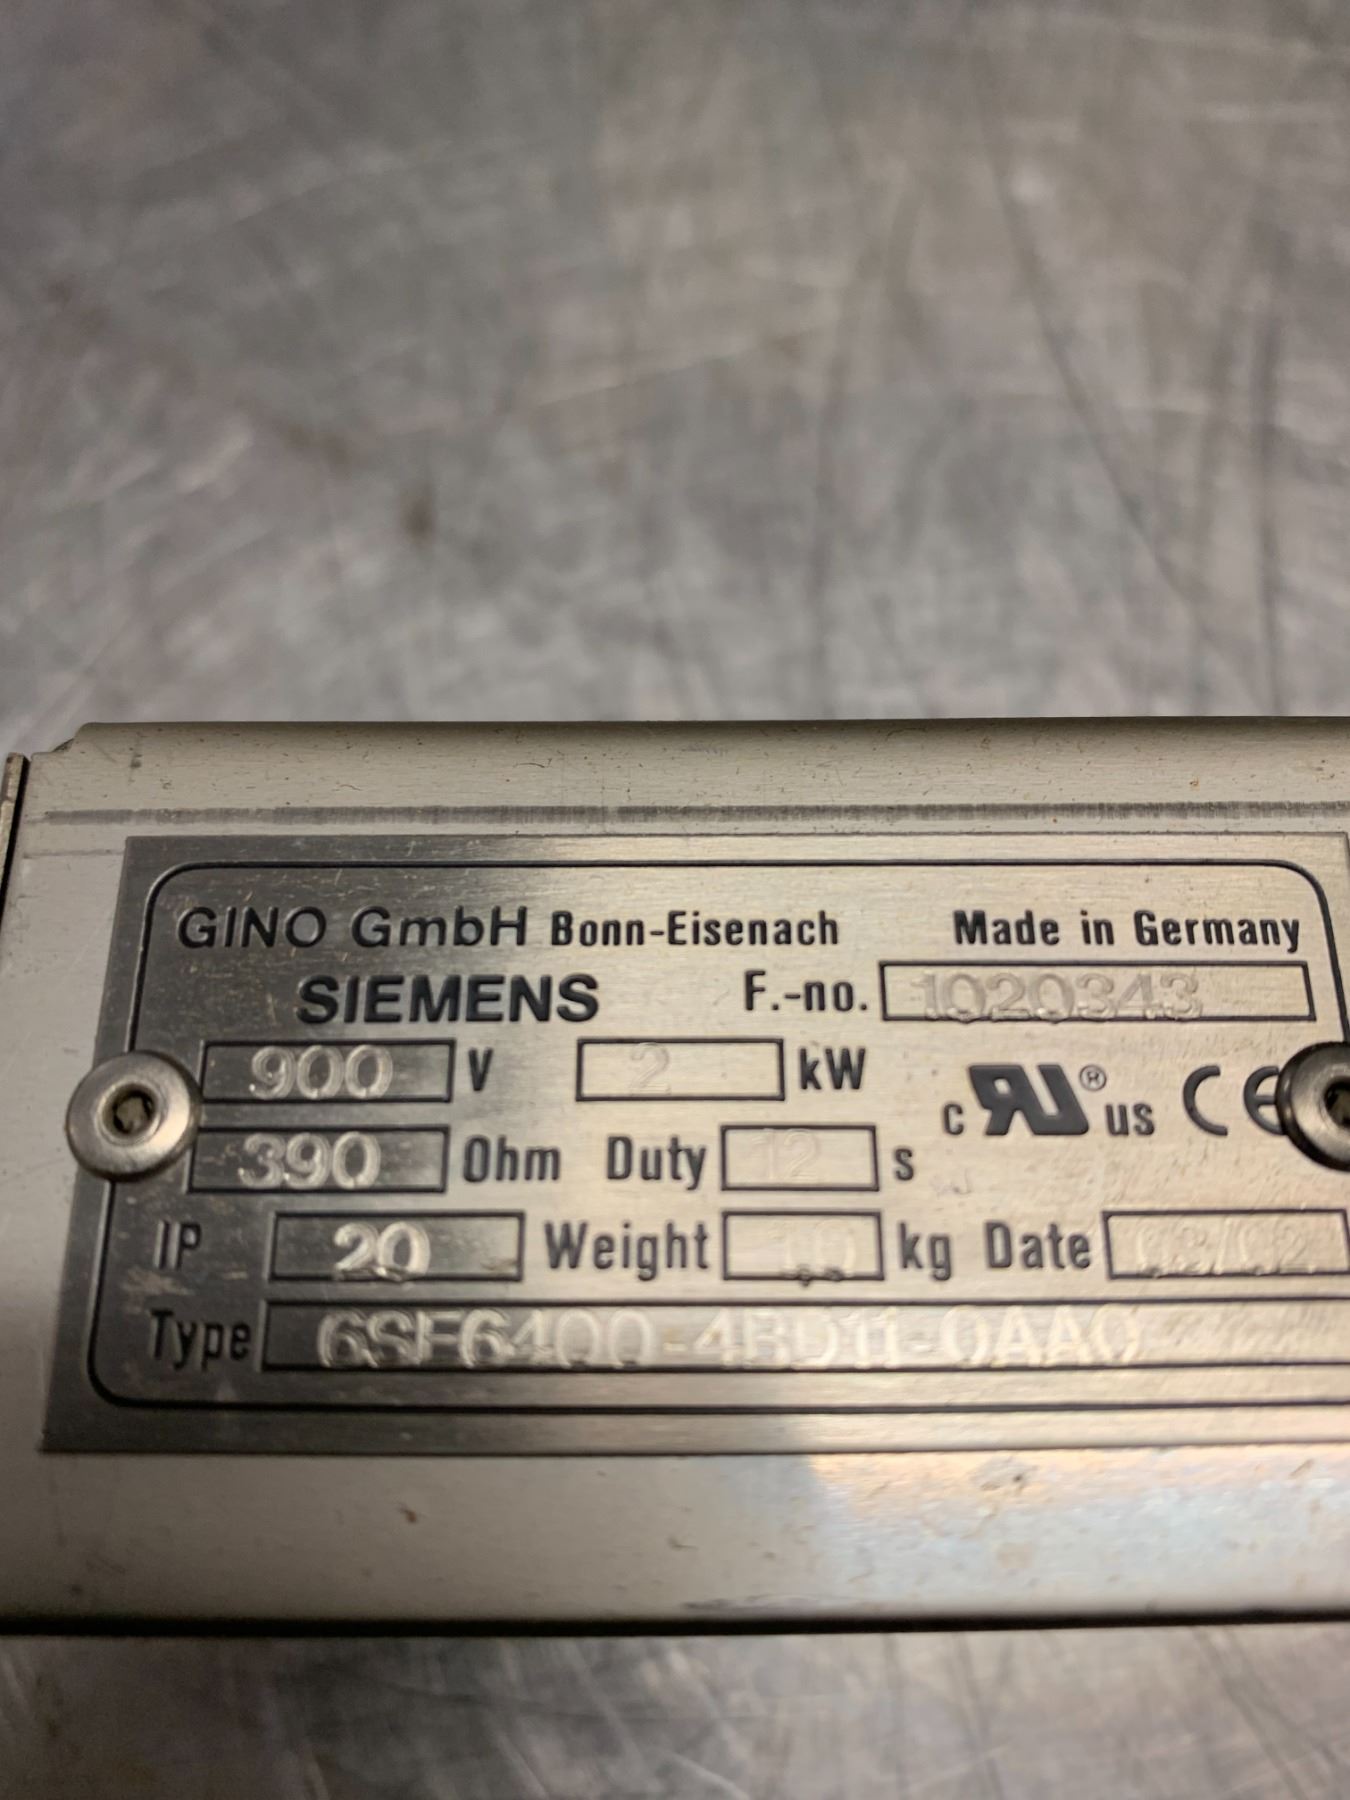 GINO GmbH Bonn-Eisenach Made in Germany
SIEMENS F.-no. 1020343
900 V 2 kW c RU® us CE
390 Ohm Duty 12 s
IP 20 Weight kg Date
Type 6SE6400-4BD11-0AA0